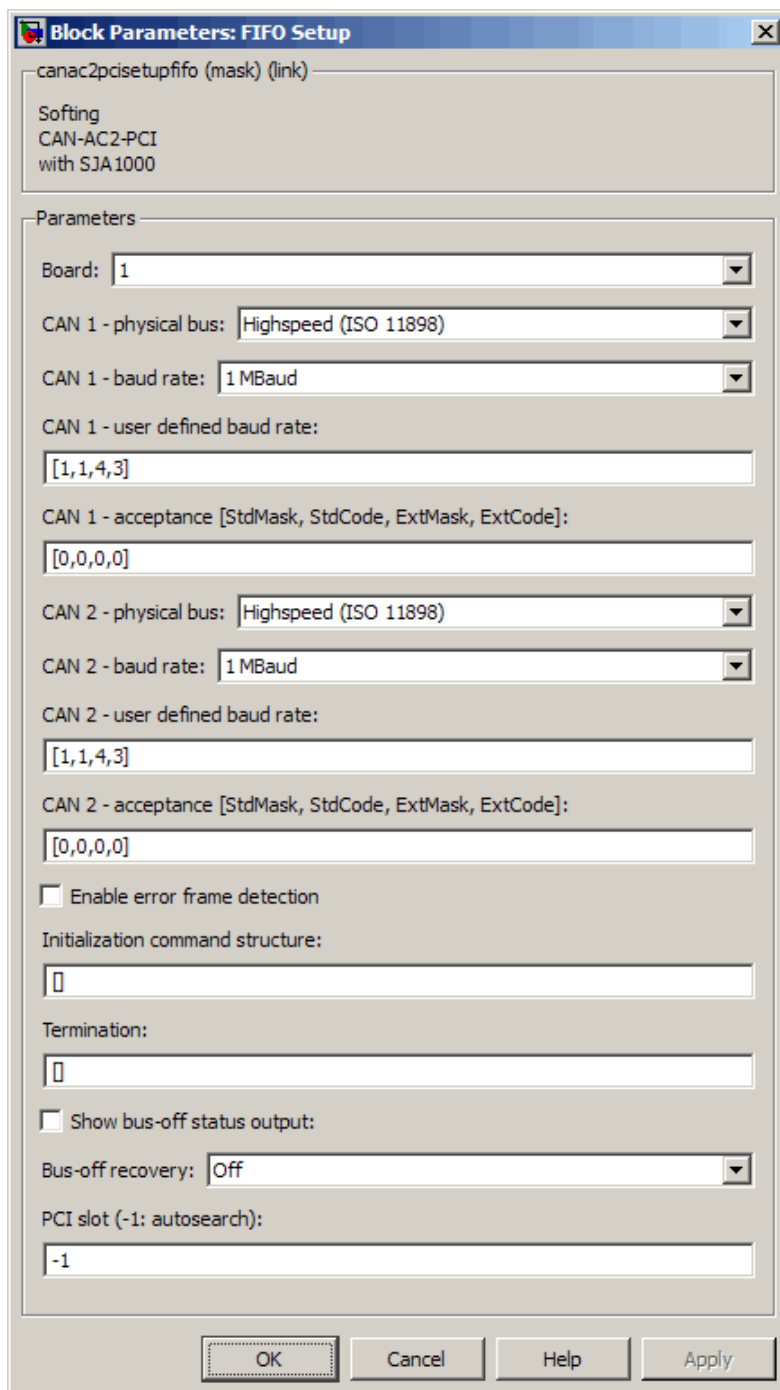 Block Parameters: FIFO Setup
canac2pcisetupfifo (mask) (link)
Softing
CAN-AC2-PCI
with SJA1000
Parameters
Board: 1
CAN 1 - physical bus: Highspeed (ISO 11898)
CAN 1 - baud rate: 1 MBaud
CAN 1 - user defined baud rate:
[1,1,4,3]
CAN 1 - acceptance [StdMask, StdCode, ExtMask, ExtCode]:
[0,0,0,0]
CAN 2 - physical bus: Highspeed (ISO 11898)
CAN 2 - baud rate: 1 MBaud
CAN 2 - user defined baud rate:
[1,1,4,3]
CAN 2 - acceptance [StdMask, StdCode, ExtMask, ExtCode]:
[0,0,0,0]
Enable error frame detection
Initialization command structure:
[]
Termination:
[]
Show bus-off status output:
Bus-off recovery: Off
PCI slot (-1: autosearch):
-1
OK Cancel Help Apply